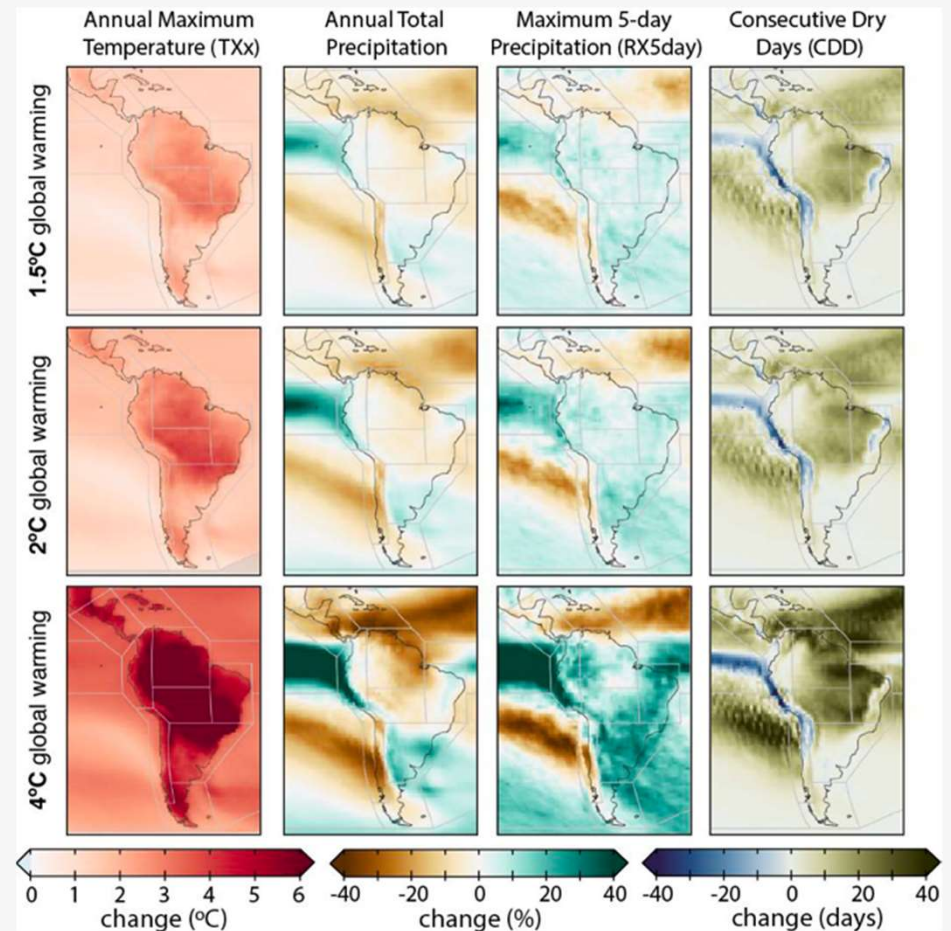 Annual Maximum
Temperature (TXx)
Annual Total
Precipitation
Maximum 5-day
Precipitation (RX5day)
Consecutive Dry
Days (CDD)
1.5ºC global warming
2ºC global warming
4ºC global warming
0 1 2 3 4 5 6
change (ºC)
-40 -20 0 20 40
change (%)
-40 -20 0 20 40
change (days)